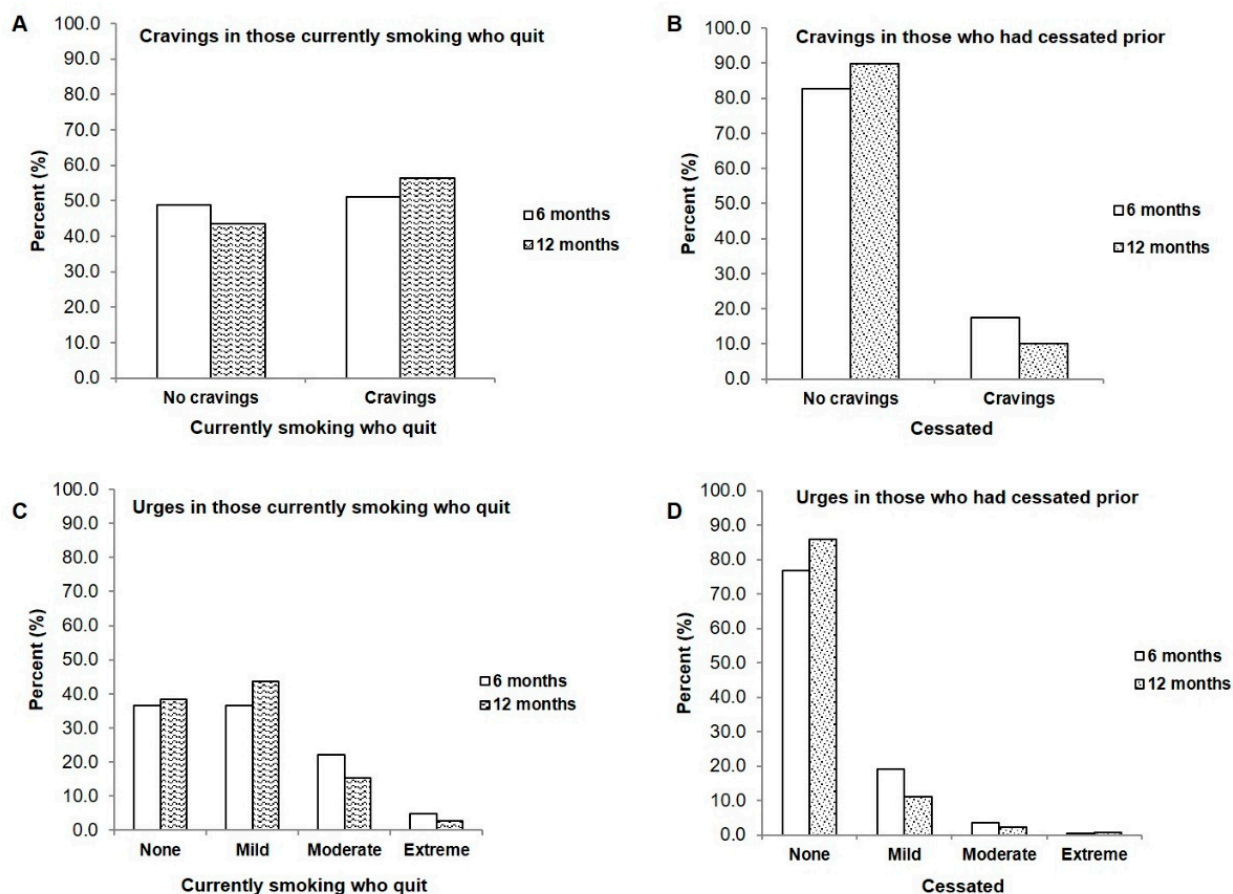 A
Cravings in those currently smoking who quit
100.0
90.0
80.0
70.0
60.0
50.0
40.0
30.0
20.0
10.0
0.0
Percent (%)
No cravings
Cravings
Currently smoking who quit
6 months
12 months
B
Cravings in those who had cessated prior
100.0
90.0
80.0
70.0
60.0
50.0
40.0
30.0
20.0
10.0
0.0
Percent (%)
No cravings
Cravings
Cessated
6 months
12 months
C
Urges in those currently smoking who quit
100.0
90.0
80.0
70.0
60.0
50.0
40.0
30.0
20.0
10.0
0.0
Percent (%)
None
Mild
Moderate
Extreme
Currently smoking who quit
6 months
12 months
D
Urges in those who had cessated prior
100.0
90.0
80.0
70.0
60.0
50.0
40.0
30.0
20.0
10.0
0.0
Percent (%)
None
Mild
Moderate
Extreme
Cessated
6 months
12 months